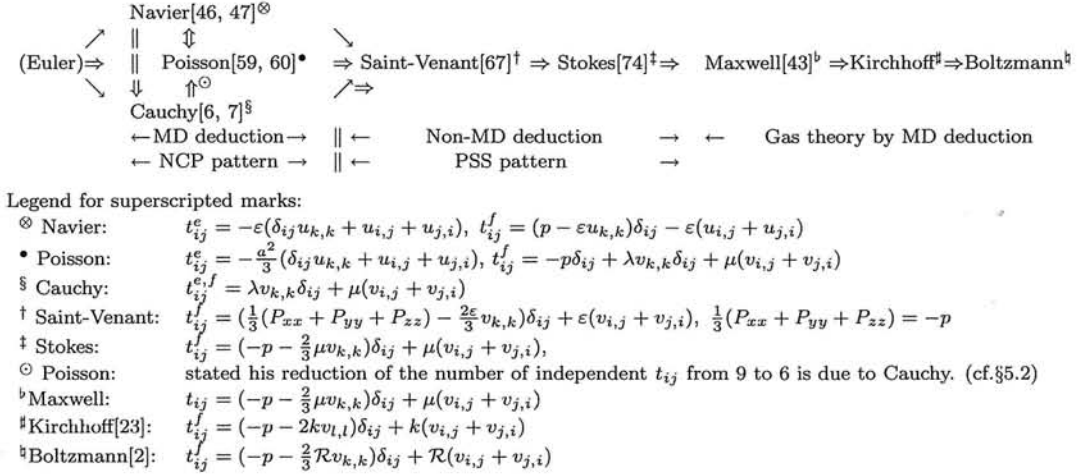 Navier[46, 47]⊗
↗ ∥ ⇕ ↘
(Euler)⇒ ∥ Poisson[59, 60]• ⇒ Saint-Venant[67]† ⇒ Stokes[74]‡⇒ Maxwell[43]♭ ⇒Kirchhoff♯⇒Boltzmann♮
↘ ⇓ ⇑⊙ ↗⇒
Cauchy[6, 7]§
←MD deduction→ ∥ ← Non-MD deduction → ← Gas theory by MD deduction
← NCP pattern → ∥ ← PSS pattern →
Legend for superscripted marks:
⊗ Navier: t^e_{ij} = −ε(δ_{ij}u_{k,k} + u_{i,j} + u_{j,i}), t^f_{ij} = (p − εu_{k,k})δ_{ij} − ε(u_{i,j} + u_{j,i})
• Poisson: t^e_{ij} = −\frac{a^2}{3}(δ_{ij}u_{k,k} + u_{i,j} + u_{j,i}), t^f_{ij} = −pδ_{ij} + λv_{k,k}δ_{ij} + μ(v_{i,j} + v_{j,i})
§ Cauchy: t^{e,f}_{ij} = λv_{k,k}δ_{ij} + μ(v_{i,j} + v_{j,i})
† Saint-Venant: t^f_{ij} = (\frac{1}{3}(P_{xx} + P_{yy} + P_{zz}) − \frac{2ε}{3}v_{k,k})δ_{ij} + ε(v_{i,j} + v_{j,i}), \frac{1}{3}(P_{xx} + P_{yy} + P_{zz}) = −p
‡ Stokes: t^f_{ij} = (−p − \frac{2}{3}μv_{k,k})δ_{ij} + μ(v_{i,j} + v_{j,i}),
⊙ Poisson: stated his reduction of the number of independent t_{ij} from 9 to 6 is due to Cauchy. (cf.§5.2)
♭Maxwell: t_{ij} = (−p − \frac{2}{3}μv_{k,k})δ_{ij} + μ(v_{i,j} + v_{j,i})
♯Kirchhoff[23]: t^f_{ij} = (−p − 2kv_{l,l})δ_{ij} + k(v_{i,j} + v_{j,i})
♮Boltzmann[2]: t^f_{ij} = (−p − \frac{2}{3}ℛv_{k,k})δ_{ij} + ℛ(v_{i,j} + v_{j,i})